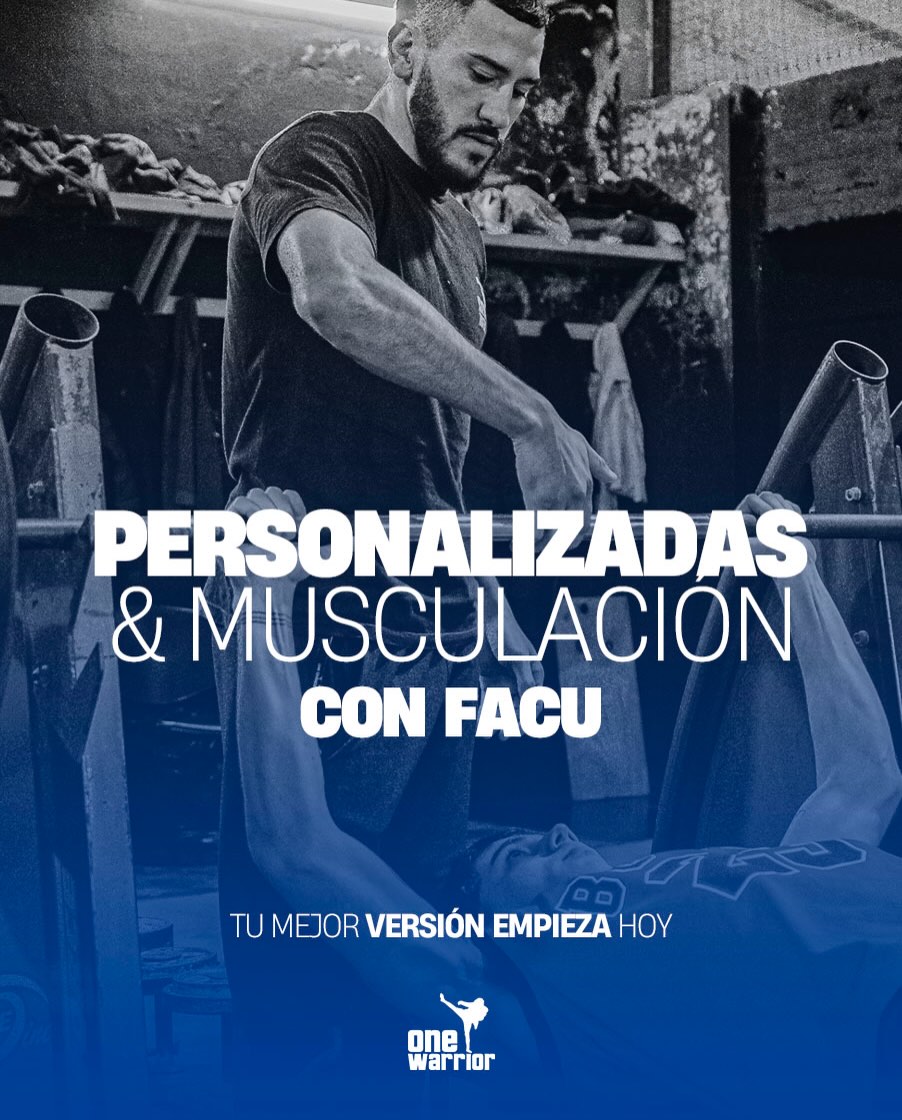 PERSONALIZADAS
& MUSCULACIÓN
CON FACU
TU MEJOR VERSIÓN EMPIEZA HOY
one
warrior